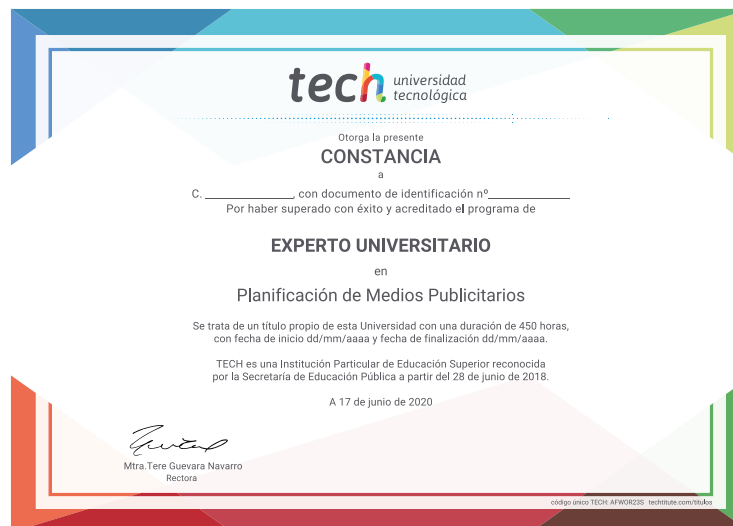 tech universidad
tecnológica
Otorga la presente
CONSTANCIA
a
C. ______________, con documento de identificación nº_____________
Por haber superado con éxito y acreditado el programa de
EXPERTO UNIVERSITARIO
en
Planificación de Medios Publicitarios
Se trata de un título propio de esta Universidad con una duración de 450 horas,
con fecha de inicio dd/mm/aaaa y fecha de finalización dd/mm/aaaa.
TECH es una Institución Particular de Educación Superior reconocida
por la Secretaría de Educación Pública a partir del 28 de junio de 2018.
A 17 de junio de 2020
Mtra.Tere Guevara Navarro
Rectora
código único TECH: AFWOR23S techtitute.com/titulos